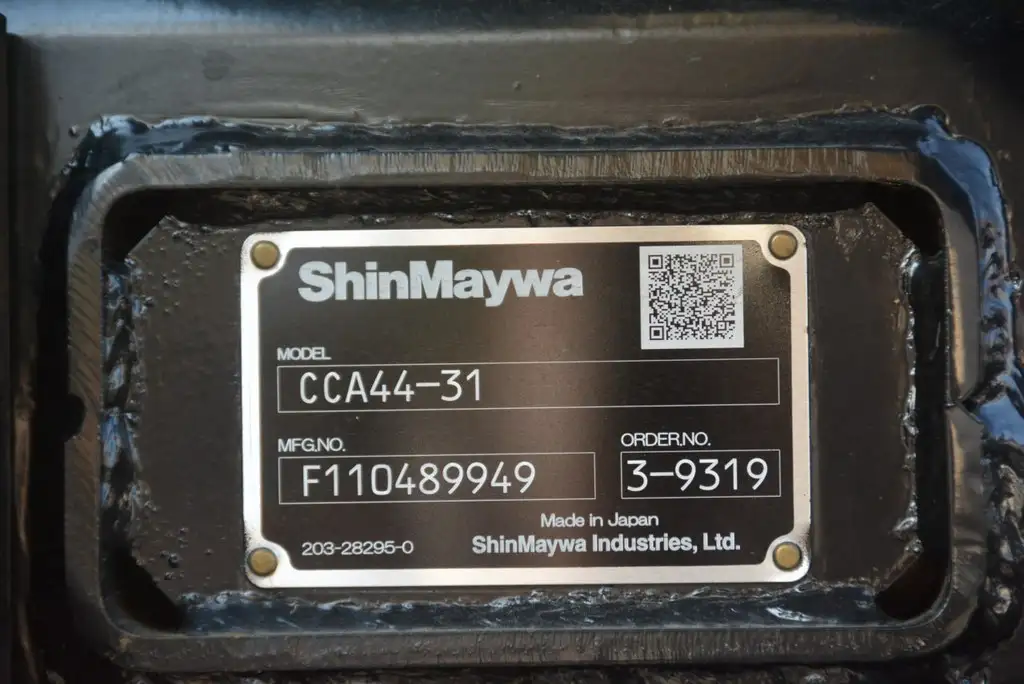 ShinMaywa
MODEL
CCA44-31
MFG.NO.
F110489949
ORDER.NO.
3-9319
Made in Japan
203-28295-0
ShinMaywa Industries, Ltd.